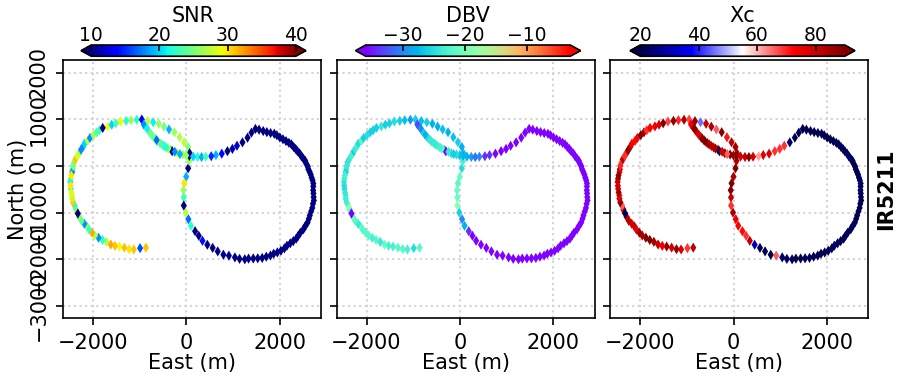 SNR
10 20 30 40
DBV
−30 −20 −10
Xc
20 40 60 80
North (m)
2000
1000
0
−1000
−2000
−3000
−2000 0 2000
East (m)
−2000 0 2000
East (m)
−2000 0 2000
East (m)
IR5211